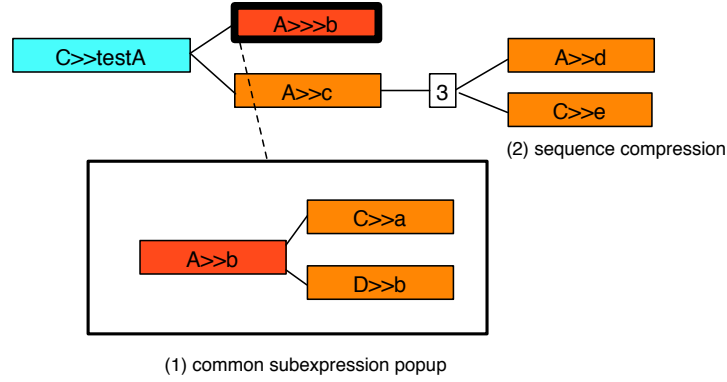 A>>>b
C>>testA
A>>d
A>>c
3
C>>e
(2) sequence compression
C>>a
A>>b
D>>b
(1) common subexpression popup